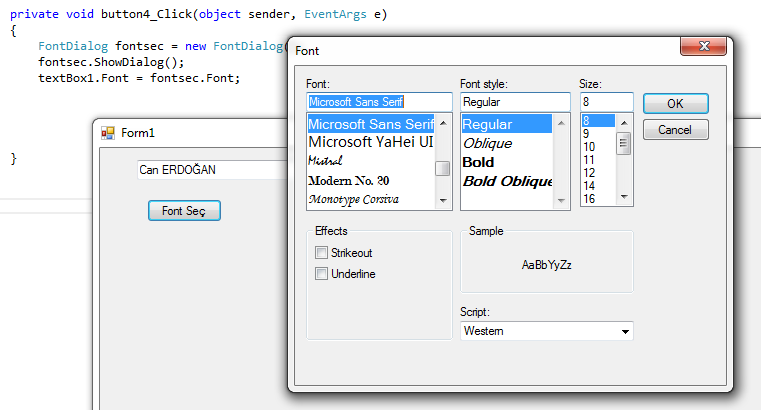 private void button4_Click(object sender, EventArgs e)
{
FontDialog fontsec = new FontDialog(
fontsec.ShowDialog();
textBox1.Font = fontsec.Font;
}
Form1
Can ERDOĞAN
Font Seç
Font
Font:
Font style:
Size:
Microsoft Sans Serif
Regular
8
OK
Cancel
Microsoft Sans Serif
Microsoft YaHei UI
Mistral
Modern No. 20
Monotype Corsiva
Regular
Oblique
Bold
Bold Oblique
8
9
10
11
12
14
16
Effects
Strikeout
Underline
Sample
AaBbYyZz
Script:
Western